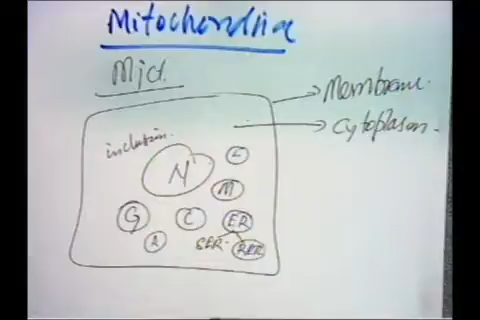 Mitochondria
Mid.
Membrane.
Cytoplasm.
inclusion.
N
L
M
G
C
ER
SER. RER